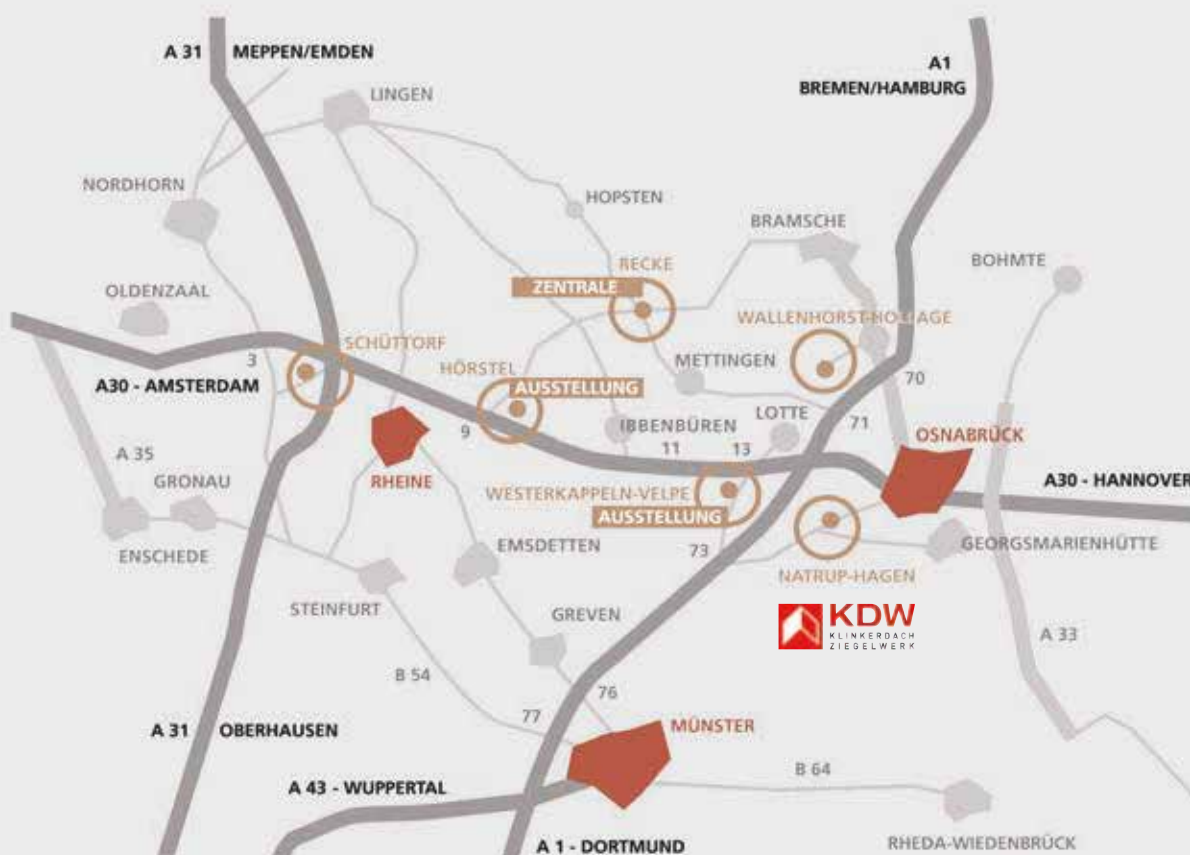 A 31
MEPPEN/EMDEN
A1
BREMEN/HAMBURG
LINGEN
NORDHORN
HOPSTEN
BRAMSCHE
BOHMTE
RECKE
ZENTRALE
OLDENZAAL
WALLENHORST-HOLLAGE
SCHÜTTORF
3
HÖRSTEL
METTINGEN
A30 - AMSTERDAM
AUSSTELLUNG
70
LOTTE
71
9
IBBENBÜREN
OSNABRÜCK
11
13
A 35
GRONAU
RHEINE
A30 - HANNOVER
WESTERKAPPELN-VELPE
AUSSTELLUNG
ENSCHEDE
EMSDETTEN
73
GEORGSMARIENHÜTTE
NATRUP-HAGEN
STEINFURT
GREVEN
KDW
KLINKERDACH
ZIEGELWERK
A 33
B 54
76
77
MÜNSTER
A 31
OBERHAUSEN
B 64
A 43 - WUPPERTAL
A 1 - DORTMUND
RHEDA-WIEDENBRÜCK